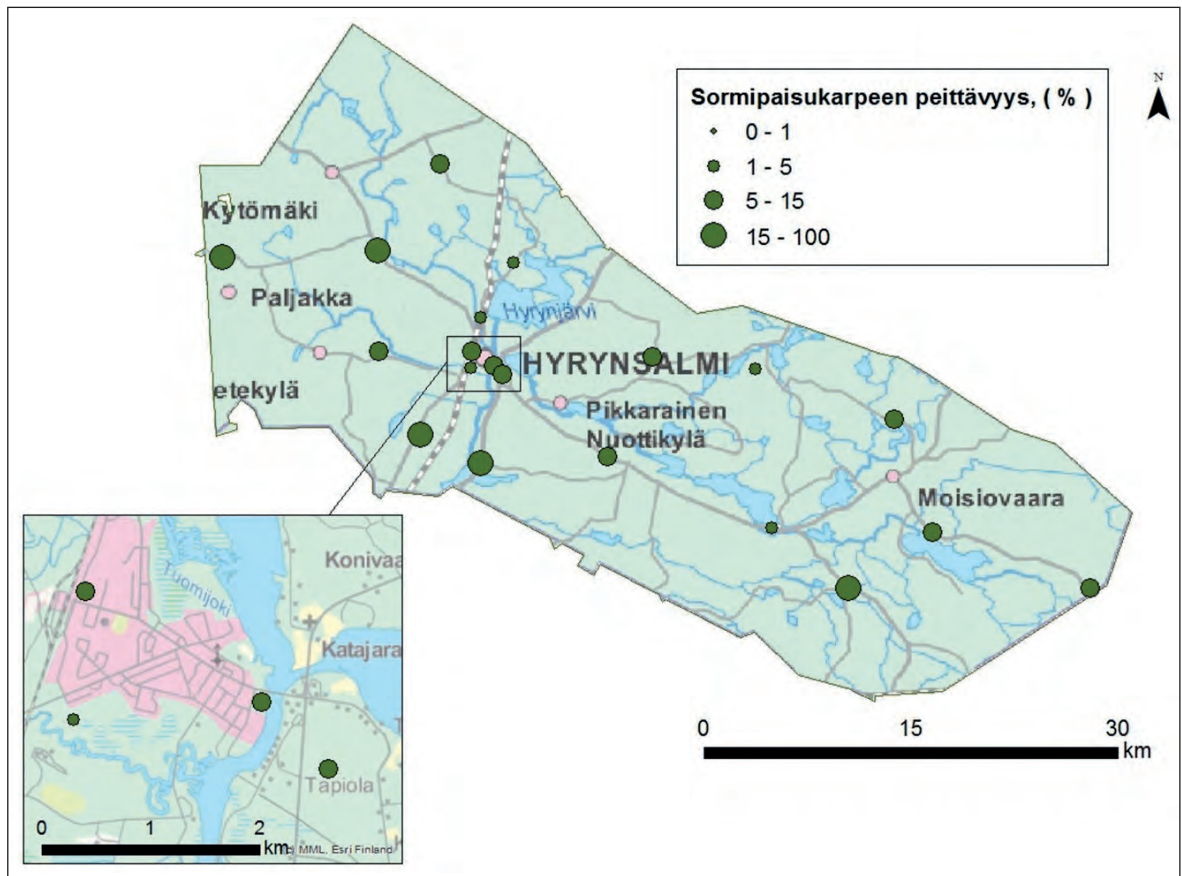 Sormipaisukarpeen peittävyys, ( % )
0 - 1
1 - 5
5 - 15
15 - 100
N
Kytömäki
Paljakka
Hyrynjärvi
HYRYNSALMI
etekylä
Pikkarainen
Nuottikylä
Moisiovaara
Tuomijoki
Konivaa
Katajara
Tapiola
0 1 2
km
MML, Esri Finland
0 15 30
km